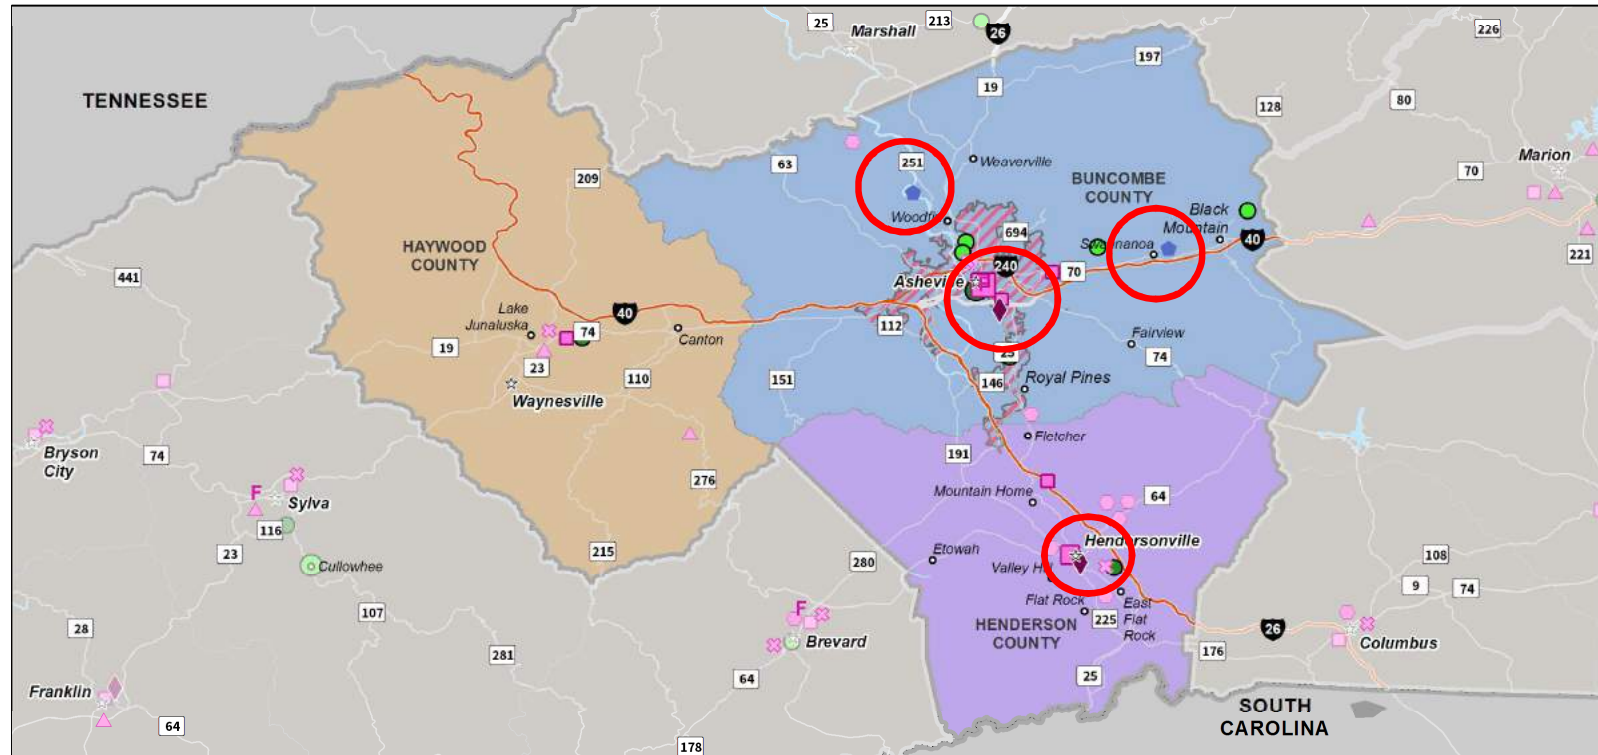 25
213
Marshall
26
226
197
TENNESSEE
19
80
128
251
63
Weaverville
Marion
209
70
BUNCOMBE
COUNTY
Black
Mountain
694
HAYWOOD
COUNTY
Swannanoa
40
221
441
240
70
Asheville
Lake
Junaluska
40
74
112
Canton
Fairview
19
74
23
25
151
110
146
Royal Pines
Waynesville
Bryson
City
Fletcher
74
191
276
Mountain Home
64
F
Sylva
116
Hendersonville
23
215
Etowah
108
280
Cullowhee
9
74
Flat Rock
East
Flat
Rock
107
F
225
HENDERSON
COUNTY
28
26
Brevard
Columbus
281
176
64
25
Franklin
SOUTH
CAROLINA
64
178